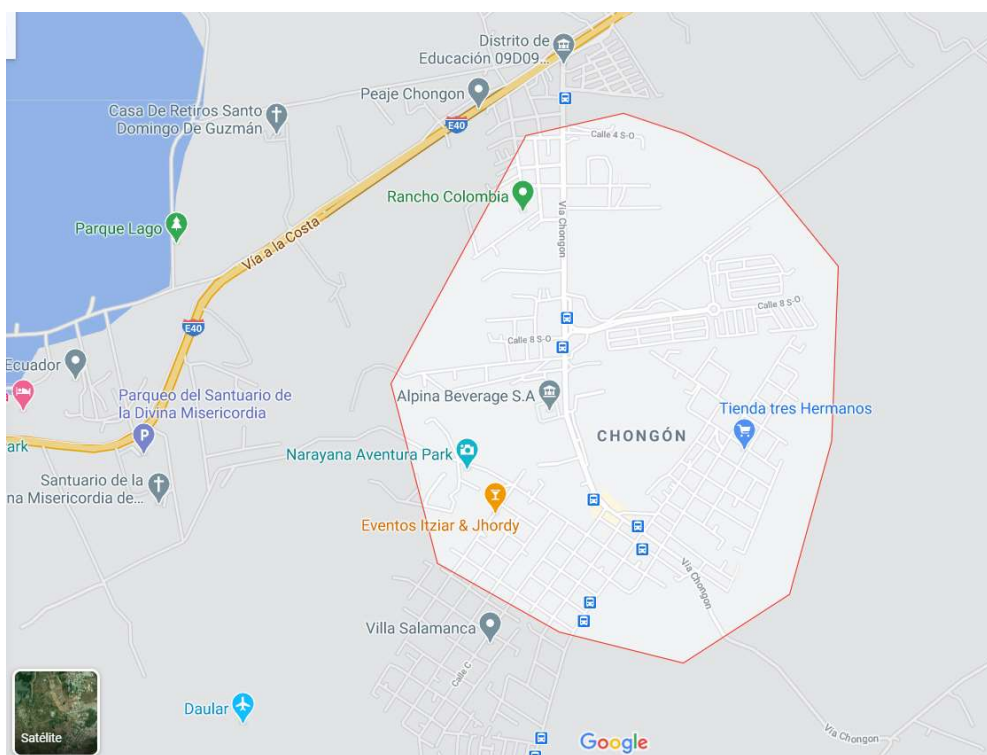 Distrito de
Educación 09D09...
Peaje Chongon
Casa De Retiros Santo
Domingo De Guzmán
E40
Calle 4 S-O
Rancho Colombia
Parque Lago
Vía Chongon
Vía a la Costa
E40
Calle 8 S-O
Calle 8 S-O
Ecuador
Parqueo del Santuario de
la Divina Misericordia
P
Alpina Beverage S.A
Tienda tres Hermanos
CHONGÓN
ark
Narayana Aventura Park
Santuario de la
na Misericordia de...
Eventos Itziar & Jhordy
Vía Chongon
Villa Salamanca
Calle C
Daular
Satélite
Google
Vía Chongon